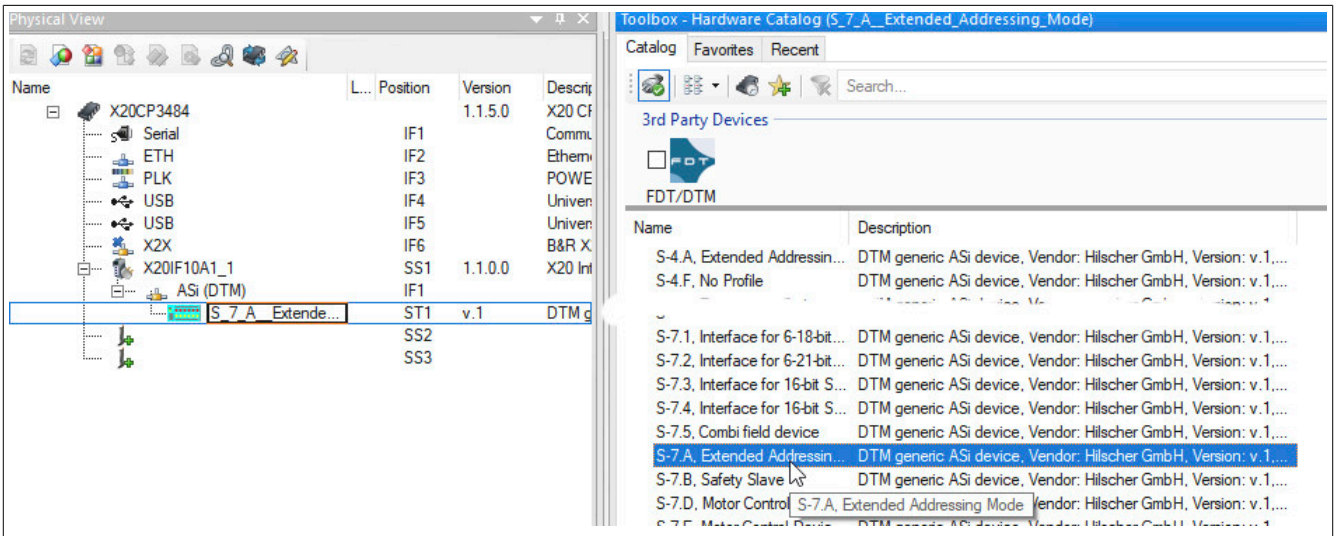 Physical View
Name L... Position Version Descrip
X20CP3484 1.1.5.0 X20 CP
Serial IF1 Commu
ETH IF2 Etherne
PLK IF3 POWE
USB IF4 Univers
USB IF5 Univers
X2X IF6 B&R X
X20IF10A1_1 SS1 1.1.0.0 X20 Int
ASi (DTM) IF1
S_7_A__Extende... ST1 v.1 DTM g
SS2
SS3
Toolbox - Hardware Catalog (S_7_A__Extended_Addressing_Mode)
Catalog Favorites Recent
Search...
3rd Party Devices
FDT
FDT/DTM
Name Description
S-4.A, Extended Addressin... DTM generic ASi device, Vendor: Hilscher GmbH, Version: v.1,...
S-4.F, No Profile DTM generic ASi device, Vendor: Hilscher GmbH, Version: v.1,...
S-7.1, Interface for 6-18-bit... DTM generic ASi device, Vendor: Hilscher GmbH, Version: v.1,...
S-7.2, Interface for 6-21-bit... DTM generic ASi device, Vendor: Hilscher GmbH, Version: v.1,...
S-7.3, Interface for 16-bit S... DTM generic ASi device, Vendor: Hilscher GmbH, Version: v.1,...
S-7.4, Interface for 16-bit S... DTM generic ASi device, Vendor: Hilscher GmbH, Version: v.1,...
S-7.5, Combi field device DTM generic ASi device, Vendor: Hilscher GmbH, Version: v.1,...
S-7.A, Extended Addressin... DTM generic ASi device, Vendor: Hilscher GmbH, Version: v.1,...
S-7.B, Safety Slave DTM generic ASi device, Vendor: Hilscher GmbH, Version: v.1,...
S-7.D, Motor Control Vendor: Hilscher GmbH, Version: v.1,...
S-7.A, Extended Addressing Mode